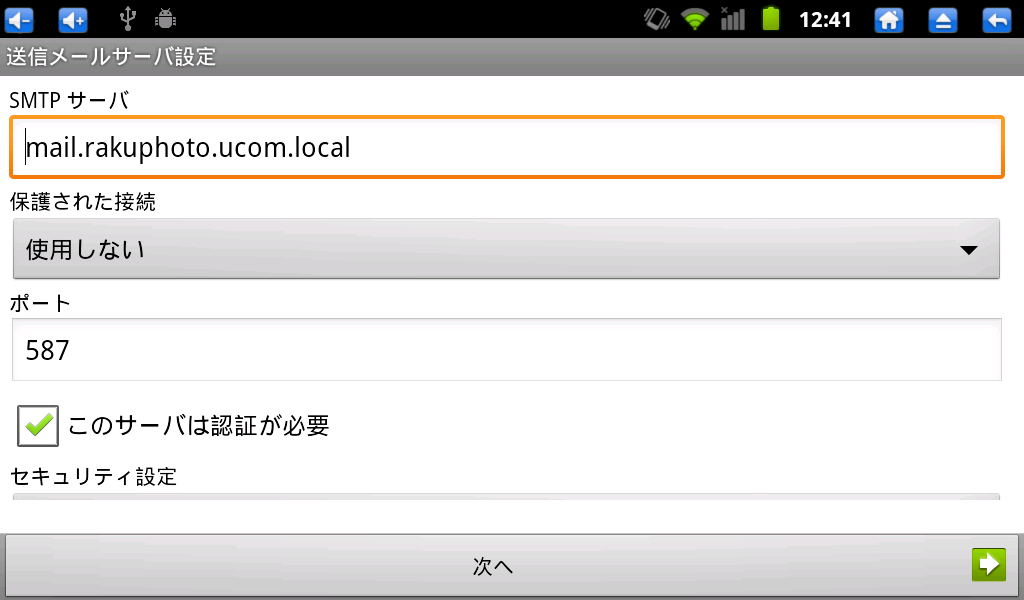 12:41
送信メールサーバ設定
SMTP サーバ
mail.rakuphoto.ucom.local
保護された接続
使用しない
ポート
587
このサーバは認証が必要
セキュリティ設定
次へ